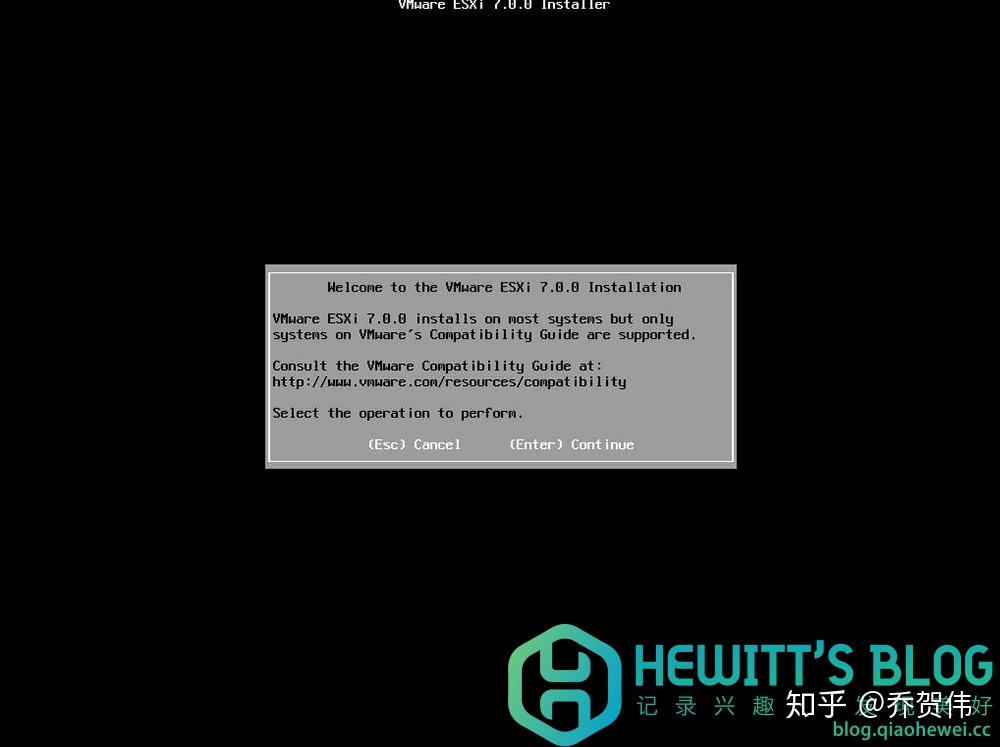 VMware ESXi 7.0.0 Installer
Welcome to the VMware ESXi 7.0.0 Installation
VMware ESXi 7.0.0 installs on most systems but only
systems on VMware's Compatibility Guide are supported.
Consult the VMware Compatibility Guide at:
http://www.vmware.com/resources/compatibility
Select the operation to perform.
(Esc) Cancel (Enter) Continue
HEWITT'S BLOG
记录兴趣 好
知乎 @乔贺伟
blog.qiaohewei.cc